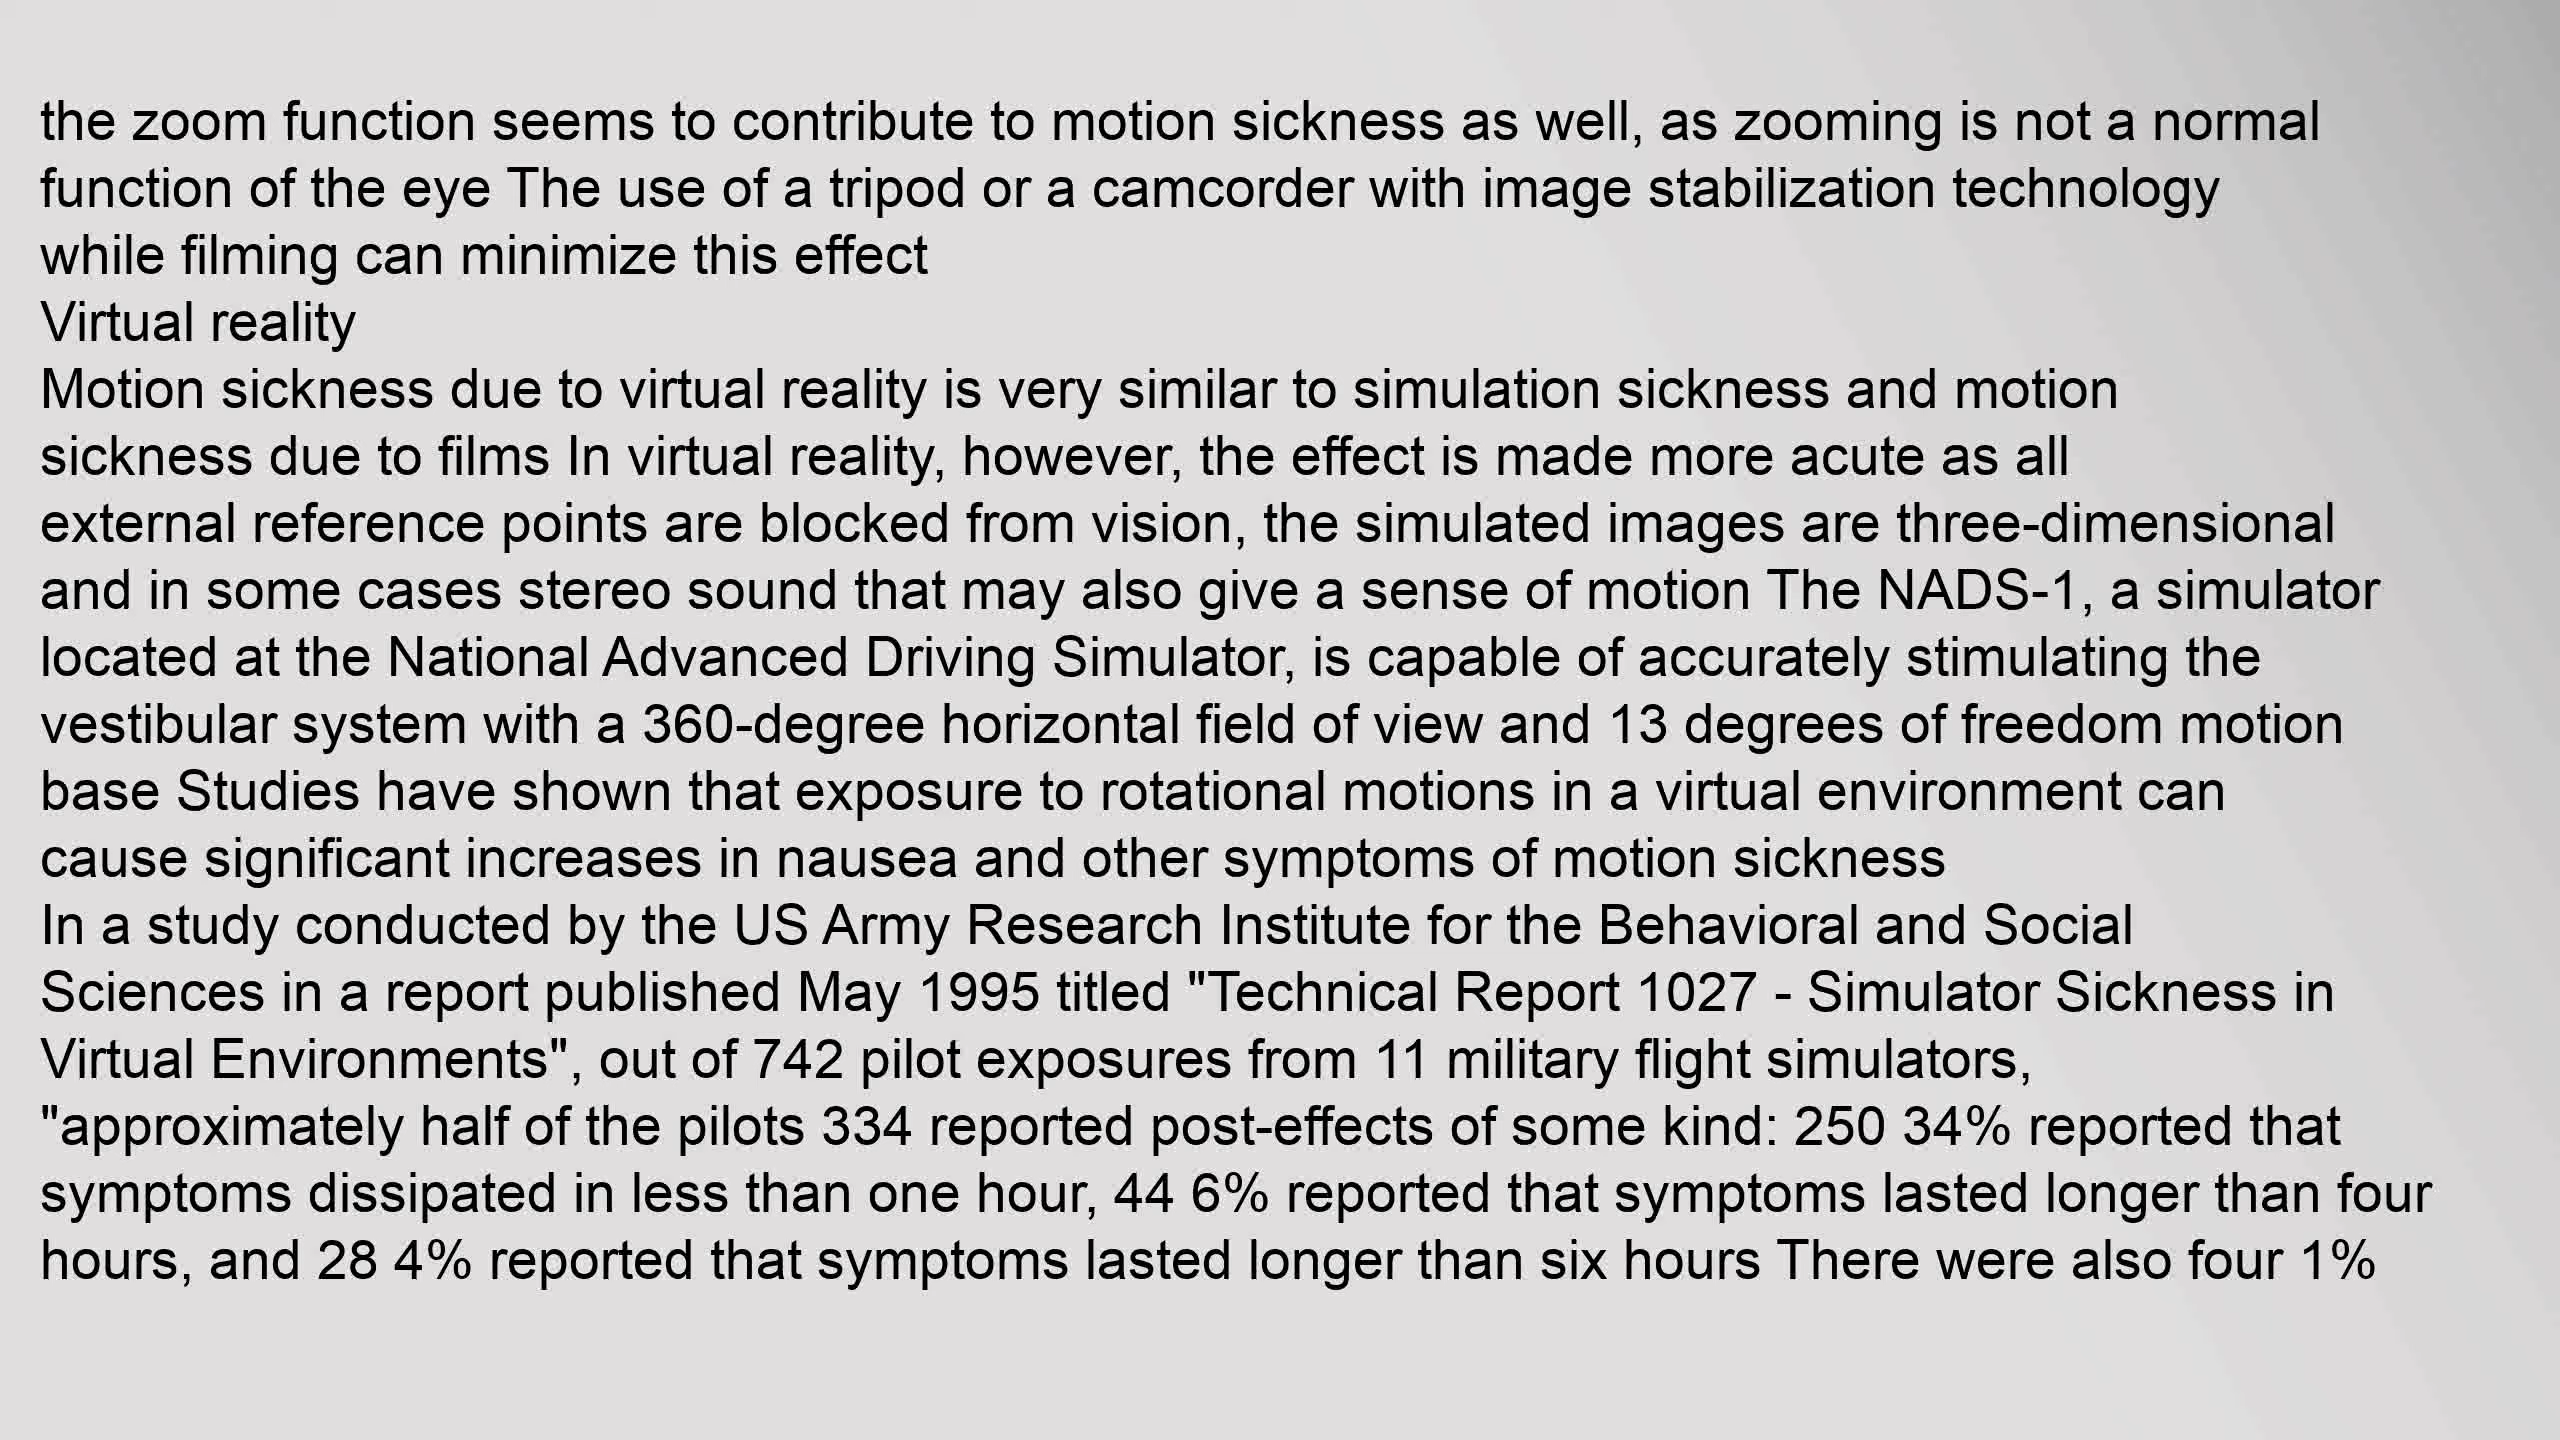 the zoom function seems to contribute to motion sickness as well, as zooming is not a normal
function of the eye The use of a tripod or a camcorder with image stabilization technology
while filming can minimize this effect
Virtual reality
Motion sickness due to virtual reality is very similar to simulation sickness and motion
sickness due to films In virtual reality, however, the effect is made more acute as all
external reference points are blocked from vision, the simulated images are three-dimensional
and in some cases stereo sound that may also give a sense of motion The NADS-1, a simulator
located at the National Advanced Driving Simulator, is capable of accurately stimulating the
vestibular system with a 360-degree horizontal field of view and 13 degrees of freedom motion
base Studies have shown that exposure to rotational motions in a virtual environment can
cause significant increases in nausea and other symptoms of motion sickness
In a study conducted by the US Army Research Institute for the Behavioral and Social
Sciences in a report published May 1995 titled "Technical Report 1027 - Simulator Sickness in
Virtual Environments", out of 742 pilot exposures from 11 military flight simulators,
"approximately half of the pilots 334 reported post-effects of some kind: 250 34% reported that
symptoms dissipated in less than one hour, 44 6% reported that symptoms lasted longer than four
hours, and 28 4% reported that symptoms lasted longer than six hours There were also four 1%